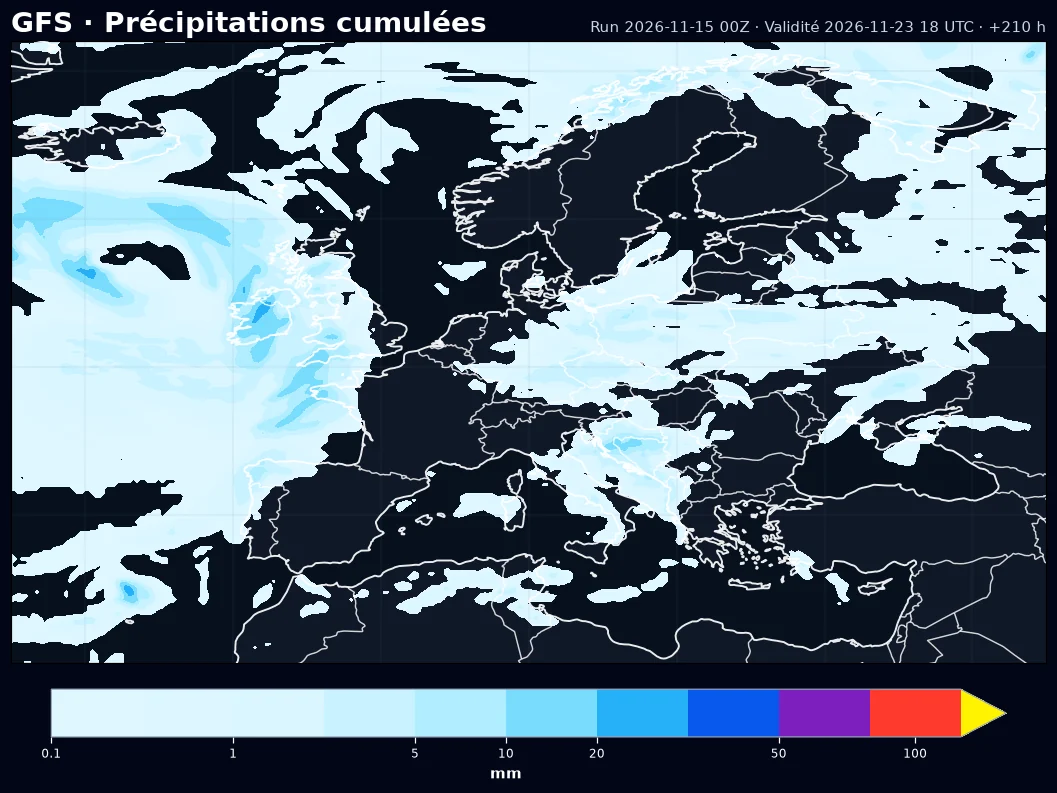 GFS · Précipitations cumulées
Run 2026-11-15 00Z · Validité 2026-11-23 18 UTC · +210 h
0.1 1 5 10 20 50 100
mm